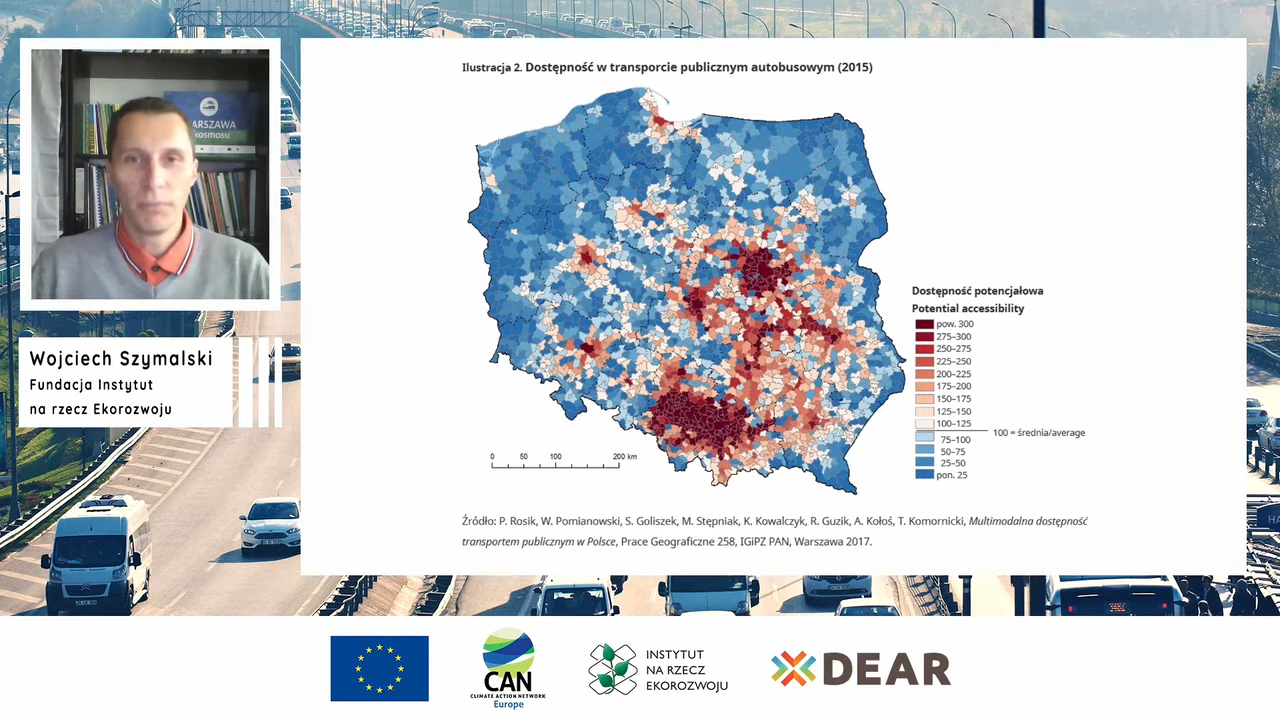 Ilustracja 2. Dostępność w transporcie publicznym autobusowym (2015)
ARSZAWA
kosmosu
Wojciech Szymalski
Fundacja Instytut
na rzecz Ekorozwoju
Dostępność potencjałowa
Potential accessibility
pow. 300
275–300
250–275
225–250
200–225
175–200
150–175
125–150
100–125
100 = średnia/average
75–100
50–75
25–50
pon. 25
0 50 100 200 km
Źródło: P. Rosik, W. Pomianowski, S. Goliszek, M. Stępniak, K. Kowalczyk, R. Guzik, A. Kołoś, T. Komornicki, Multimodalna dostępność
transportem publicznym w Polsce, Prace Geograficzne 258, IGiPZ PAN, Warszawa 2017.
CAN
CLIMATE ACTION NETWORK
Europe
INSTYTUT
NA RZECZ
EKOROZWOJU
DEAR